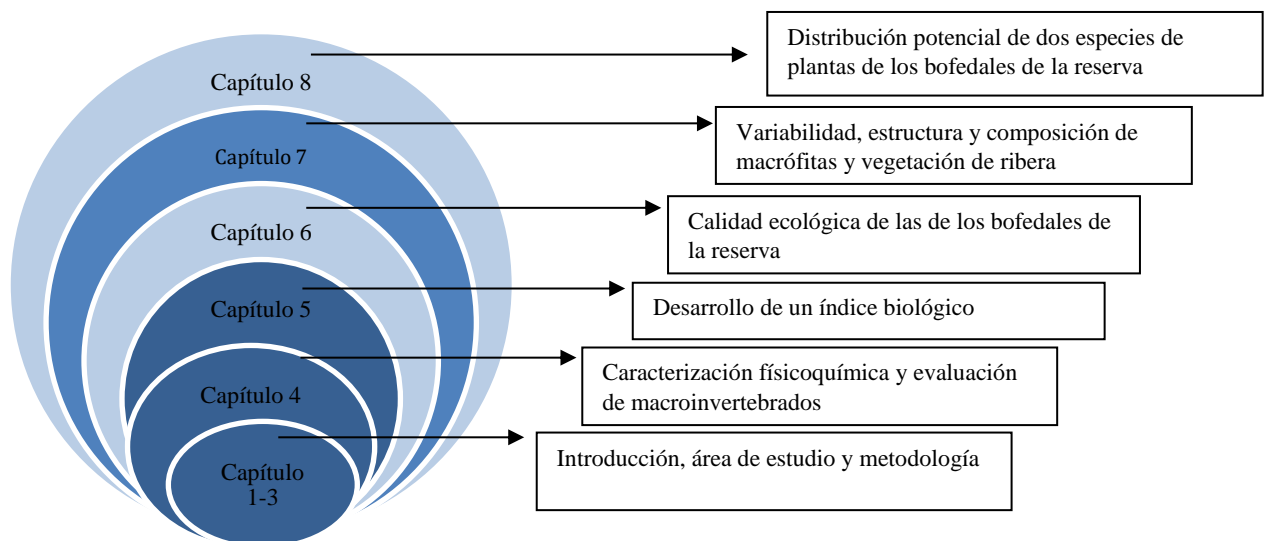 Capítulo 8
Distribución potencial de dos especies de
plantas de los bofedales de la reserva
Capítulo 7
Variabilidad, estructura y composición de
macrófitas y vegetación de ribera
Capítulo 6
Calidad ecológica de las de los bofedales de
la reserva
Capítulo 5
Desarrollo de un índice biológico
Capítulo 4
Caracterización físicoquímica y evaluación
de macroinvertebrados
Capítulo
1-3
Introducción, área de estudio y metodología